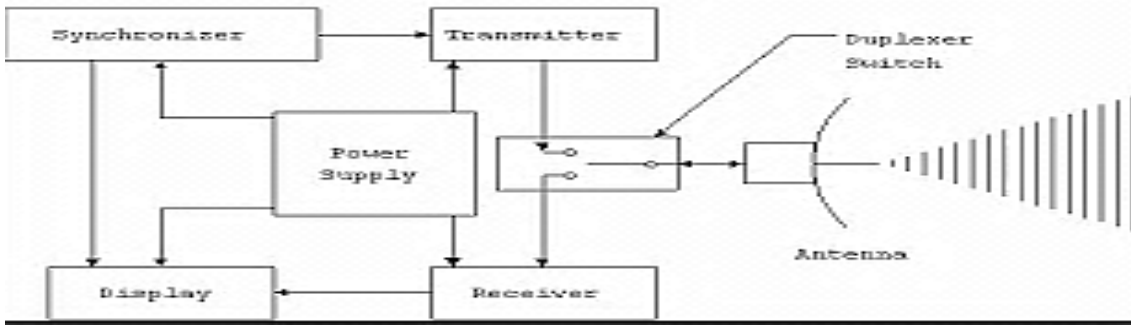 Synchronizer
Transmitter
Duplexer
Switch
Power
Supply
Antenna
Display
Receiver